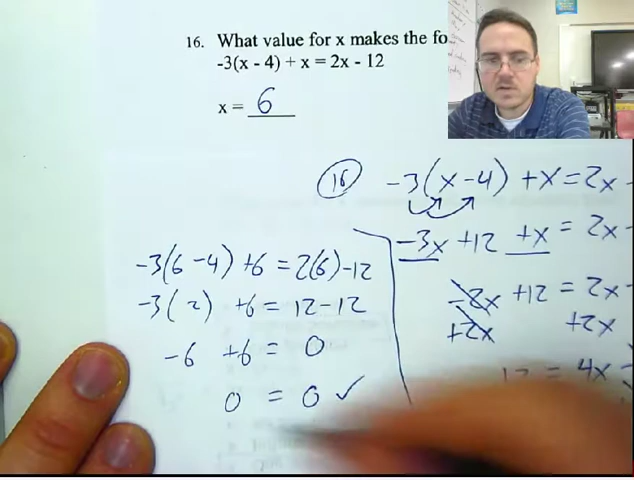 16. What value for x makes the fo
-3(x - 4) + x = 2x - 12
x = 6
16 -3(x-4) +x=2x-
-3x +12 +x = 2x-
-2x +12 = 2x-
+2x +2x
12 = 4x
-3(6-4) +6 = 2(6)-12
-3(2) +6 = 12-12
-6 +6 = 0
0 = 0 ✓